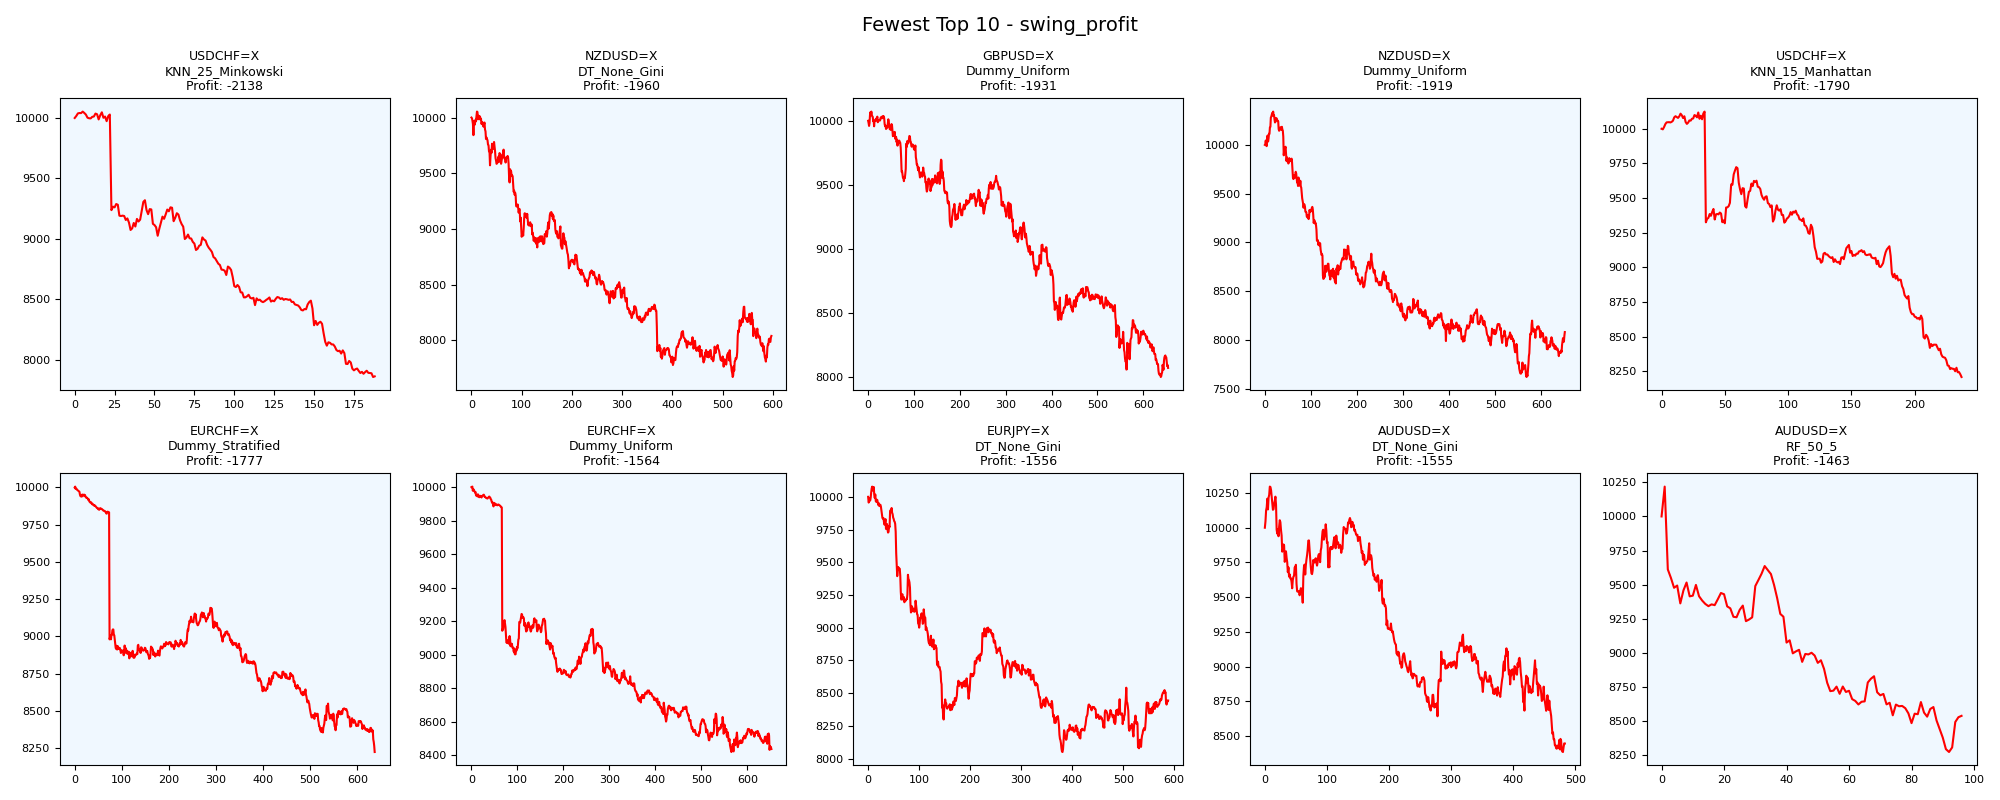 Fewest Top 10 - swing_profit
USDCHF=X
KNN_25_Minkowski
Profit: -2138
10000
9500
9000
8500
8000
0 25 50 75 100 125 150 175
NZDUSD=X
DT_None_Gini
Profit: -1960
10000
9500
9000
8500
8000
0 100 200 300 400 500 600
GBPUSD=X
Dummy_Uniform
Profit: -1931
10000
9500
9000
8500
8000
0 100 200 300 400 500 600
NZDUSD=X
Dummy_Uniform
Profit: -1919
10000
9500
9000
8500
8000
7500
0 100 200 300 400 500 600
USDCHF=X
KNN_15_Manhattan
Profit: -1790
10000
9750
9500
9250
9000
8750
8500
8250
0 50 100 150 200
EURCHF=X
Dummy_Stratified
Profit: -1777
10000
9750
9500
9250
9000
8750
8500
8250
0 100 200 300 400 500 600
EURCHF=X
Dummy_Uniform
Profit: -1564
10000
9800
9600
9400
9200
9000
8800
8600
8400
0 100 200 300 400 500 600
EURJPY=X
DT_None_Gini
Profit: -1556
10000
9750
9500
9250
9000
8750
8500
8250
8000
0 100 200 300 400 500 600
AUDUSD=X
DT_None_Gini
Profit: -1555
10250
10000
9750
9500
9250
9000
8750
8500
0 100 200 300 400 500
AUDUSD=X
RF_50_5
Profit: -1463
10250
10000
9750
9500
9250
9000
8750
8500
8250
0 20 40 60 80 100